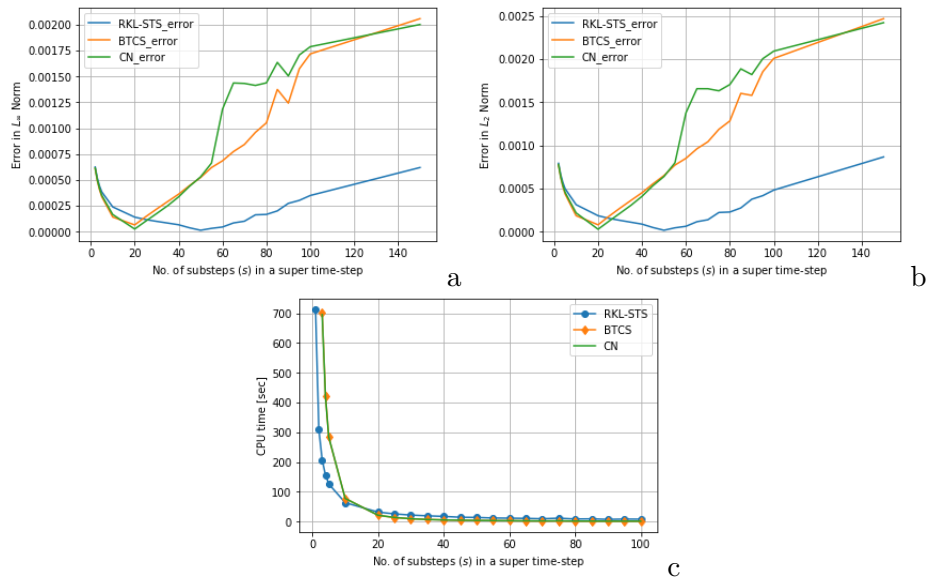 RKL-STS_error
BTCS_error
CN_error
0.00200
0.00175
0.00150
0.00125
0.00100
0.00075
0.00050
0.00025
0.00000
Error in L∞ Norm
0 20 40 60 80 100 120 140
No. of substeps (s) in a super time-step
a
RKL-STS_error
BTCS_error
CN_error
0.0025
0.0020
0.0015
0.0010
0.0005
0.0000
Error in L₂ Norm
0 20 40 60 80 100 120 140
No. of substeps (s) in a super time-step
b
RKL-STS
BTCS
CN
700
600
500
400
300
200
100
0
CPU time [sec]
0 20 40 60 80 100
No. of substeps (s) in a super time-step
c